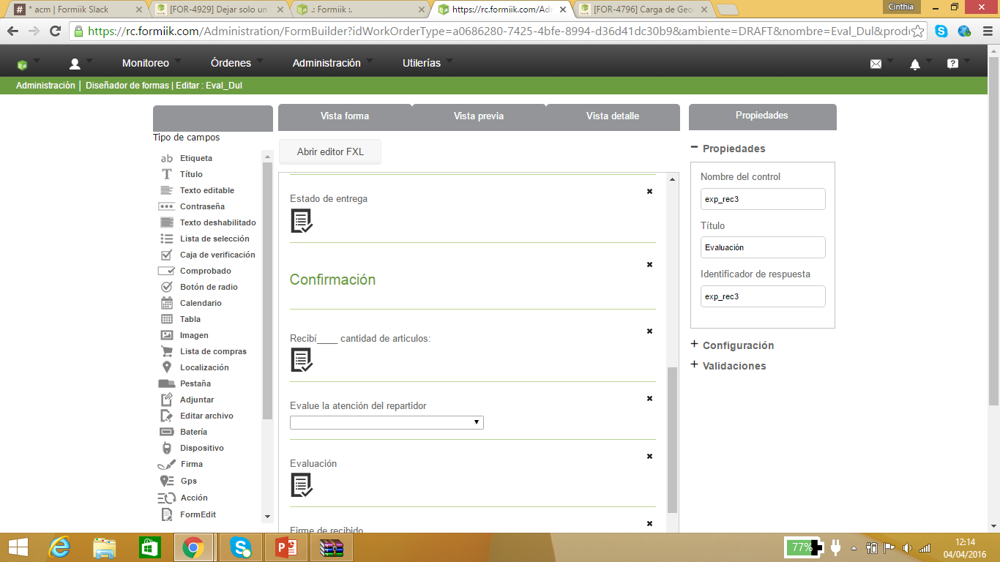 * acm | Formiik Slack
[FOR-4929] Dejar solo un
.: Formiik :.
https://rc.formiik.com/Adm
[FOR-4796] Carga de Geo
Cinthia
https://rc.formiik.com/Administration/FormBuilder?idWorkOrderType=a0686280-7425-4bfe-8994-d36d41dc30b9&ambiente=DRAFT&nombre=Eval_Dul&produ
Monitoreo
Órdenes
Administración
Utilerías
Administración | Diseñador de formas | Editar : Eval_Dul
Vista forma
Vista previa
Vista detalle
Propiedades
Tipo de campos
ab Etiqueta
T Título
Texto editable
Contraseña
Texto deshabilitado
Lista de selección
Caja de verificación
Comprobado
Botón de radio
Calendario
Tabla
Imagen
Lista de compras
Localización
Pestaña
Adjuntar
Editar archivo
Batería
Dispositivo
Firma
Gps
Acción
FormEdit
Abrir editor FXL
Estado de entrega
Confirmación
Recibí____ cantidad de articulos:
Evalue la atención del repartidor
Evaluación
Firme de recibido
Propiedades
Nombre del control
exp_rec3
Título
Evaluación
Identificador de respuesta
exp_rec3
Configuración
Validaciones
77%
12:14
04/04/2016